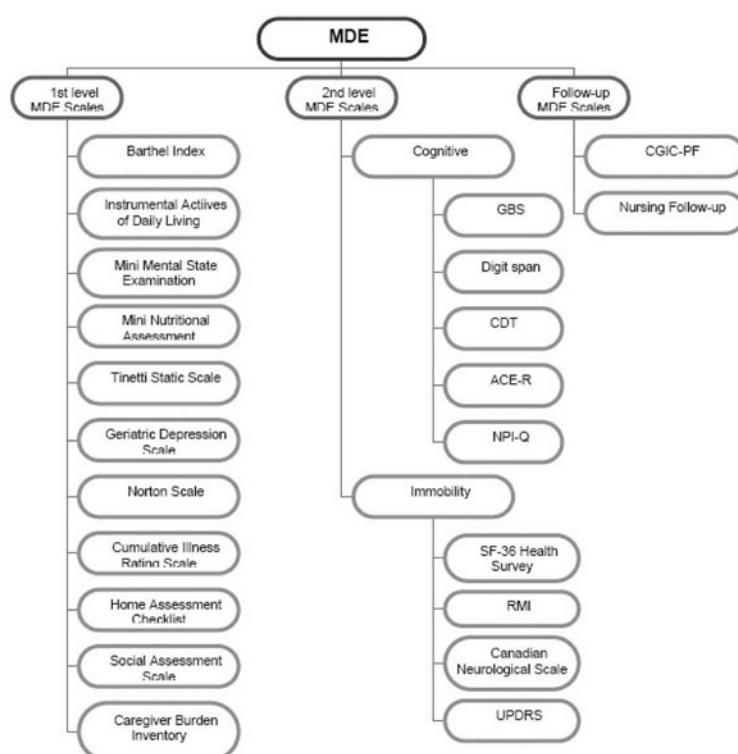 MDE
1st level
MDE Scales
2nd level
MDE Scales
Follow-up
MDE Scales
Barthel Index
Instrumental Actiives
of Daily Living
Mini Mental State
Examination
Mini Nutritional
Assessment
Tinetti Static Scale
Geriatric Depression
Scale
Norton Scale
Cumulative Illness
Rating Scale
Home Assessment
Checklist
Social Assessment
Scale
Caregiver Burden
Inventory
Cognitive
GBS
Digit span
CDT
ACE-R
NPI-Q
Immobility
SF-36 Health
Survey
RMI
Canadian
Neurological Scale
UPDRS
CGIC-PF
Nursing Follow-up